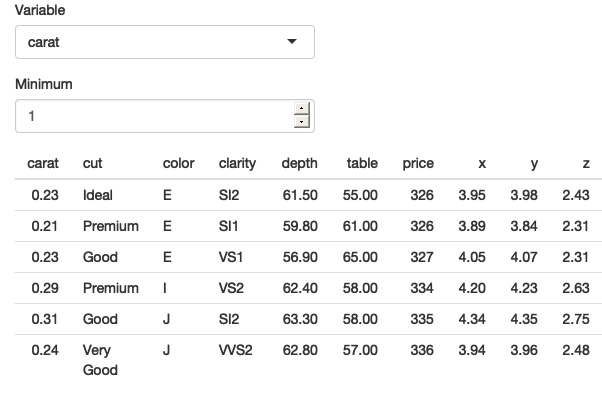 Variable
carat
Minimum
1
carat cut color clarity depth table price x y z
0.23 Ideal E SI2 61.50 55.00 326 3.95 3.98 2.43
0.21 Premium E SI1 59.80 61.00 326 3.89 3.84 2.31
0.23 Good E VS1 56.90 65.00 327 4.05 4.07 2.31
0.29 Premium I VS2 62.40 58.00 334 4.20 4.23 2.63
0.31 Good J SI2 63.30 58.00 335 4.34 4.35 2.75
0.24 Very J VVS2 62.80 57.00 336 3.94 3.96 2.48
Good